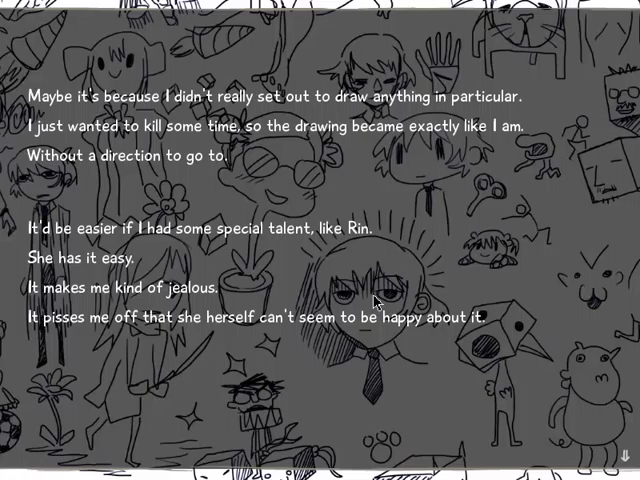 Maybe it's because I didn't really set out to draw anything in particular.
I just wanted to kill some time, so the drawing became exactly like I am.
Without a direction to go to.
It'd be easier if I had some special talent, like Rin.
She has it easy.
It makes me kind of jealous.
It pisses me off that she herself can't seem to be happy about it.